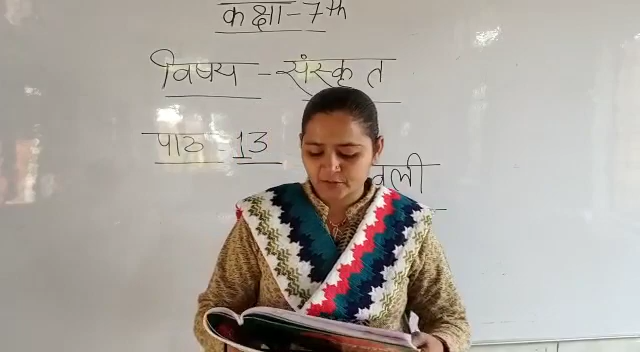 कक्षा - 7th
विषय - संस्कृत
पाठ - 13